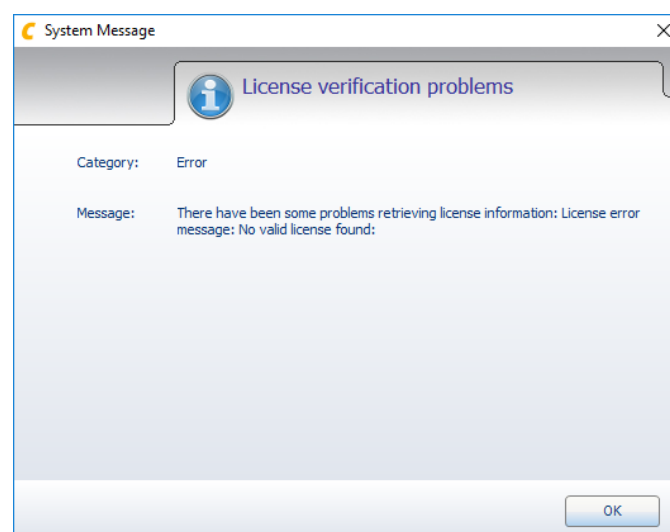 System Message
License verification problems
Category: Error
Message: There have been some problems retrieving license information: License error
message: No valid license found:
OK